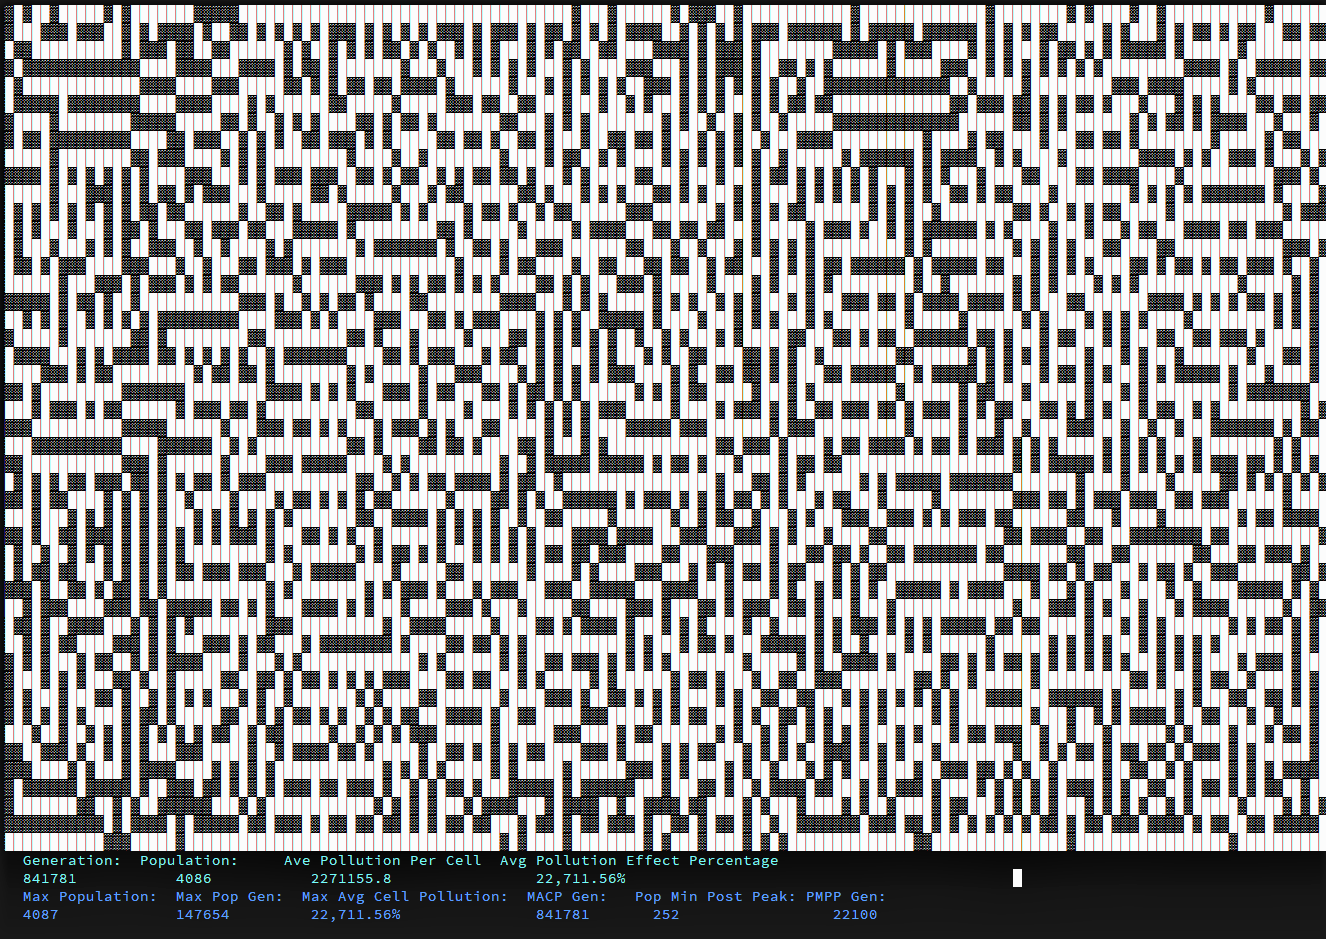 Generation: Population: Ave Pollution Per Cell Avg Pollution Effect Percentage
841781 4086 2271155.8 22,711.56%
Max Population: Max Pop Gen: Max Avg Cell Pollution: MACP Gen: Pop Min Post Peak: PMPP Gen:
4087 147654 22,711.56% 841781 252 22100